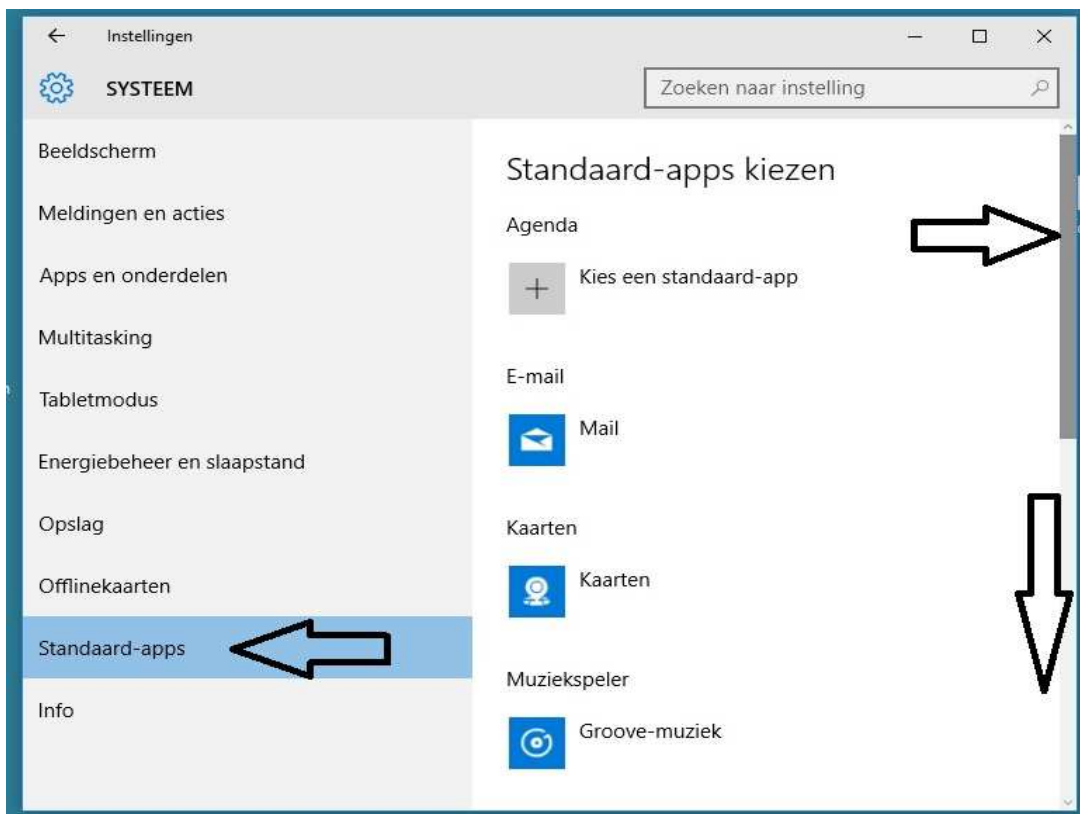 Instellingen
SYSTEEM
Zoeken naar instelling
Beeldscherm
Meldingen en acties
Apps en onderdelen
Multitasking
Tabletmodus
Energiebeheer en slaapstand
Opslag
Offlinekaarten
Standaard-apps
Info
Standaard-apps kiezen
Agenda
Kies een standaard-app
E-mail
Mail
Kaarten
Kaarten
Muziekspeler
Groove-muziek